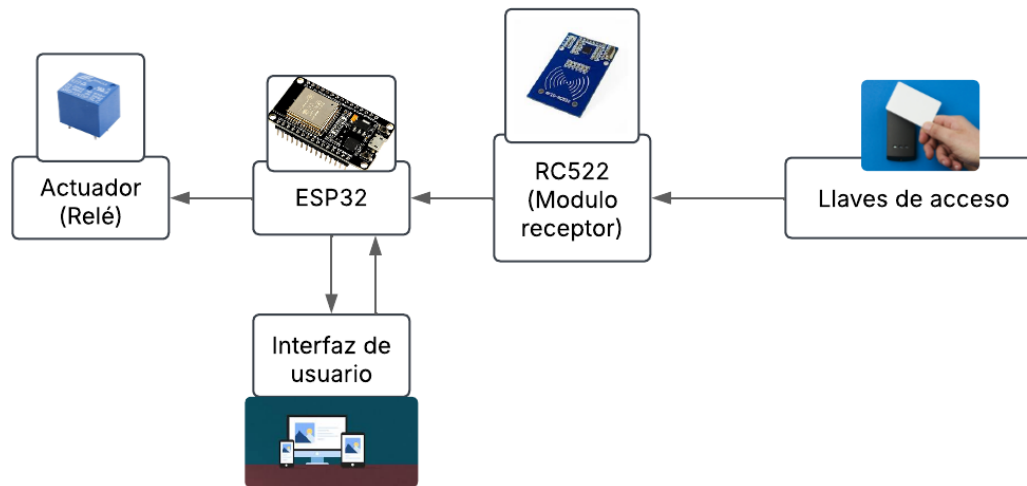 Actuador
(Relé)
ESP32
RC522
(Modulo
receptor)
Llaves de acceso
Interfaz de
usuario